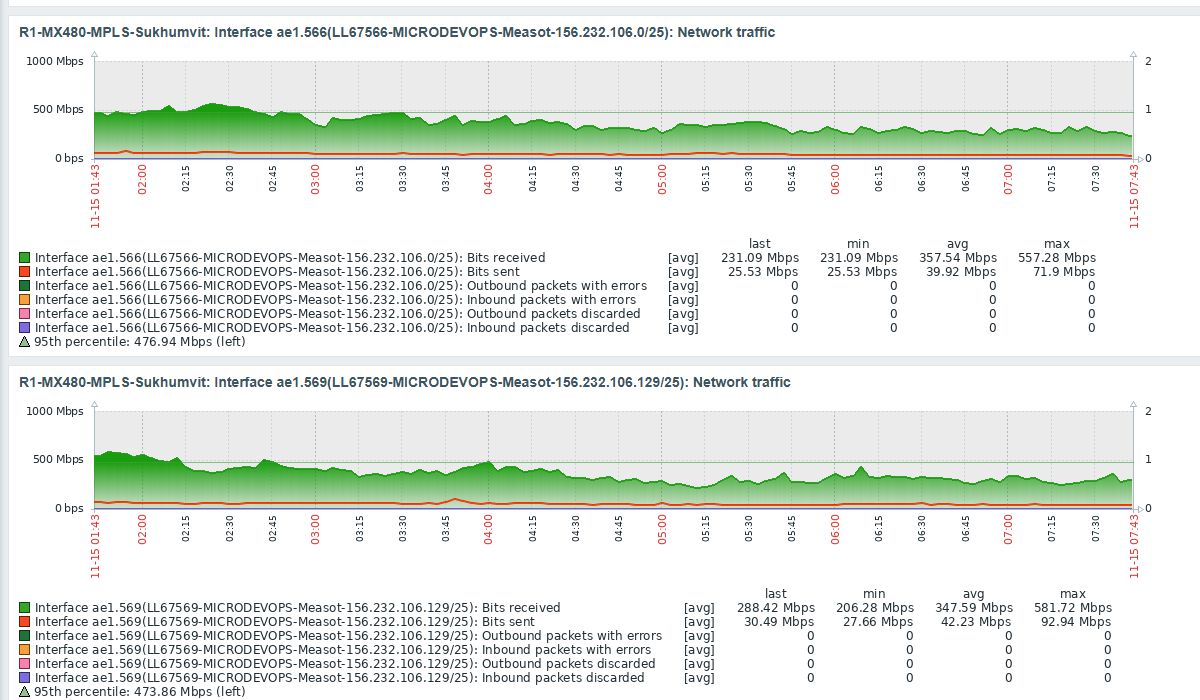 R1-MX480-MPLS-Sukhumvit: Interface ae1.566(LL67566-MICRODEVOPS-Measot-156.232.106.0/25): Network traffic
1000 Mbps 2
500 Mbps 1
0 bps 0
11-15 01:43 02:00 02:15 02:30 02:45 03:00 03:15 03:30 03:45 04:00 04:15 04:30 04:45 05:00 05:15 05:30 05:45 06:00 06:15 06:30 06:45 07:00 07:15 07:30 11-15 07:43
last min avg max
Interface ae1.566(LL67566-MICRODEVOPS-Measot-156.232.106.0/25): Bits received [avg] 231.09 Mbps 231.09 Mbps 357.54 Mbps 557.28 Mbps
Interface ae1.566(LL67566-MICRODEVOPS-Measot-156.232.106.0/25): Bits sent [avg] 25.53 Mbps 25.53 Mbps 39.92 Mbps 71.9 Mbps
Interface ae1.566(LL67566-MICRODEVOPS-Measot-156.232.106.0/25): Outbound packets with errors [avg] 0 0 0 0
Interface ae1.566(LL67566-MICRODEVOPS-Measot-156.232.106.0/25): Inbound packets with errors [avg] 0 0 0 0
Interface ae1.566(LL67566-MICRODEVOPS-Measot-156.232.106.0/25): Outbound packets discarded [avg] 0 0 0 0
Interface ae1.566(LL67566-MICRODEVOPS-Measot-156.232.106.0/25): Inbound packets discarded [avg] 0 0 0 0
95th percentile: 476.94 Mbps (left)
R1-MX480-MPLS-Sukhumvit: Interface ae1.569(LL67569-MICRODEVOPS-Measot-156.232.106.129/25): Network traffic
1000 Mbps 2
500 Mbps 1
0 bps 0
11-15 01:43 02:00 02:15 02:30 02:45 03:00 03:15 03:30 03:45 04:00 04:15 04:30 04:45 05:00 05:15 05:30 05:45 06:00 06:15 06:30 06:45 07:00 07:15 07:30 11-15 07:43
last min avg max
Interface ae1.569(LL67569-MICRODEVOPS-Measot-156.232.106.129/25): Bits received [avg] 288.42 Mbps 206.28 Mbps 347.59 Mbps 581.72 Mbps
Interface ae1.569(LL67569-MICRODEVOPS-Measot-156.232.106.129/25): Bits sent [avg] 30.49 Mbps 27.66 Mbps 42.23 Mbps 92.94 Mbps
Interface ae1.569(LL67569-MICRODEVOPS-Measot-156.232.106.129/25): Outbound packets with errors [avg] 0 0 0 0
Interface ae1.569(LL67569-MICRODEVOPS-Measot-156.232.106.129/25): Inbound packets with errors [avg] 0 0 0 0
Interface ae1.569(LL67569-MICRODEVOPS-Measot-156.232.106.129/25): Outbound packets discarded [avg] 0 0 0 0
Interface ae1.569(LL67569-MICRODEVOPS-Measot-156.232.106.129/25): Inbound packets discarded [avg] 0 0 0 0
95th percentile: 473.86 Mbps (left)